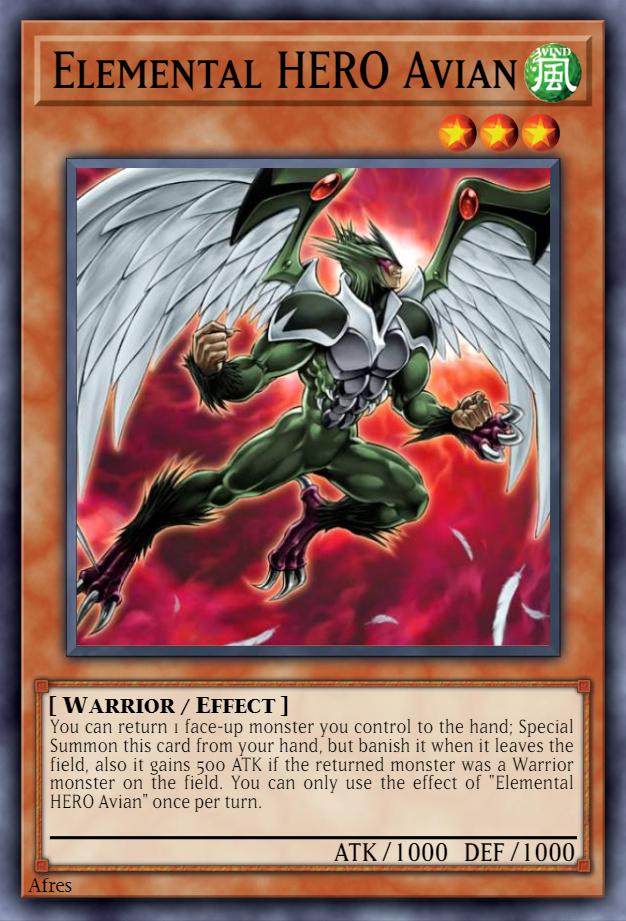 Elemental HERO Avian
WIND
風
[ Warrior / Effect ]
You can return 1 face-up monster you control to the hand; Special
Summon this card from your hand, but banish it when it leaves the
field, also it gains 500 ATK if the returned monster was a Warrior
monster on the field. You can only use the effect of "Elemental
HERO Avian" once per turn.
ATK / 1000 DEF / 1000
Afres